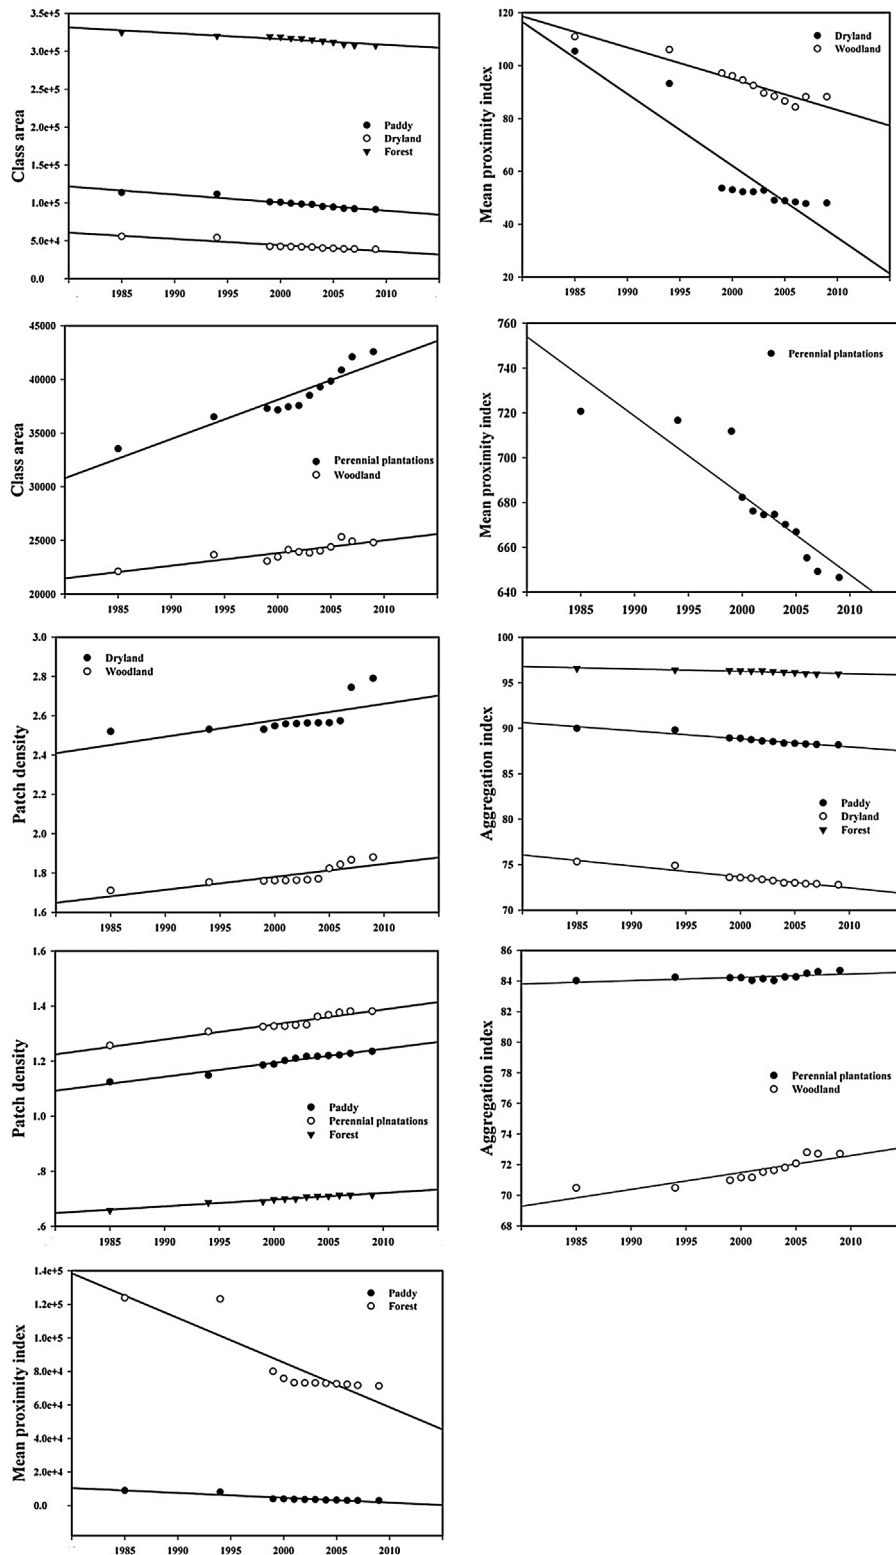 Class area
3.5e+5
3.0e+5
2.5e+5
2.0e+5
1.5e+5
1.0e+5
5.0e+4
0.0
Paddy
Dryland
Forest
1985 1990 1995 2000 2005 2010
Mean proximity index
120
100
80
60
40
20
Dryland
Woodland
1985 1990 1995 2000 2005 2010
Class area
45000
40000
35000
30000
25000
20000
Perennial plantations
Woodland
1985 1990 1995 2000 2005 2010
Mean proximity index
760
740
720
700
680
660
640
Perennial plantations
1985 1990 1995 2000 2005 2010
Patch density
3.0
2.8
2.6
2.4
2.2
2.0
1.8
1.6
Dryland
Woodland
1985 1990 1995 2000 2005 2010
Aggregation index
100
95
90
85
80
75
70
Paddy
Dryland
Forest
1985 1990 1995 2000 2005 2010
Patch density
1.6
1.4
1.2
1.0
.8
.6
Paddy
Perennial plnatations
Forest
1985 1990 1995 2000 2005 2010
Aggregation index
86
84
82
80
78
76
74
72
70
68
Perennial plantations
Woodland
1985 1990 1995 2000 2005 2010
Mean proximity index
1.4e+5
1.2e+5
1.0e+5
8.0e+4
6.0e+4
4.0e+4
2.0e+4
0.0
Paddy
Forest
1985 1990 1995 2000 2005 2010